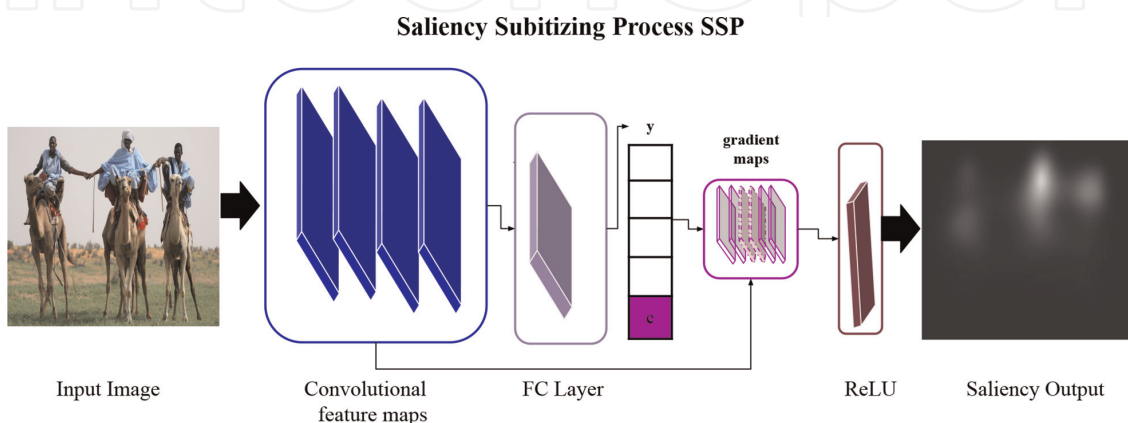 Saliency Subitizing Process SSP
y
gradient
maps
c
Input Image
Convolutional
feature maps
FC Layer
ReLU
Saliency Output